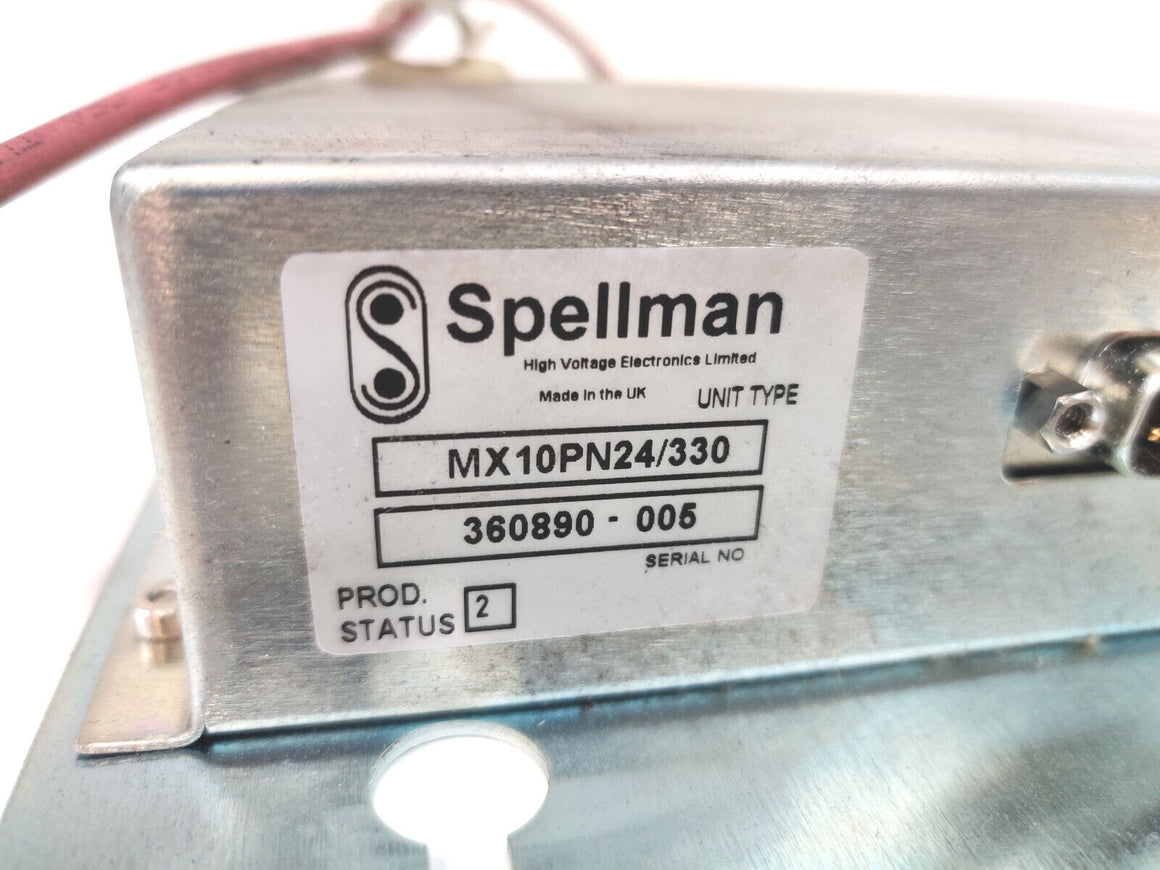 Spellman
High Voltage Electronics Limited
Made in the UK UNIT TYPE
MX10PN24/330
360890 - 005
SERIAL NO
PROD.
STATUS 2